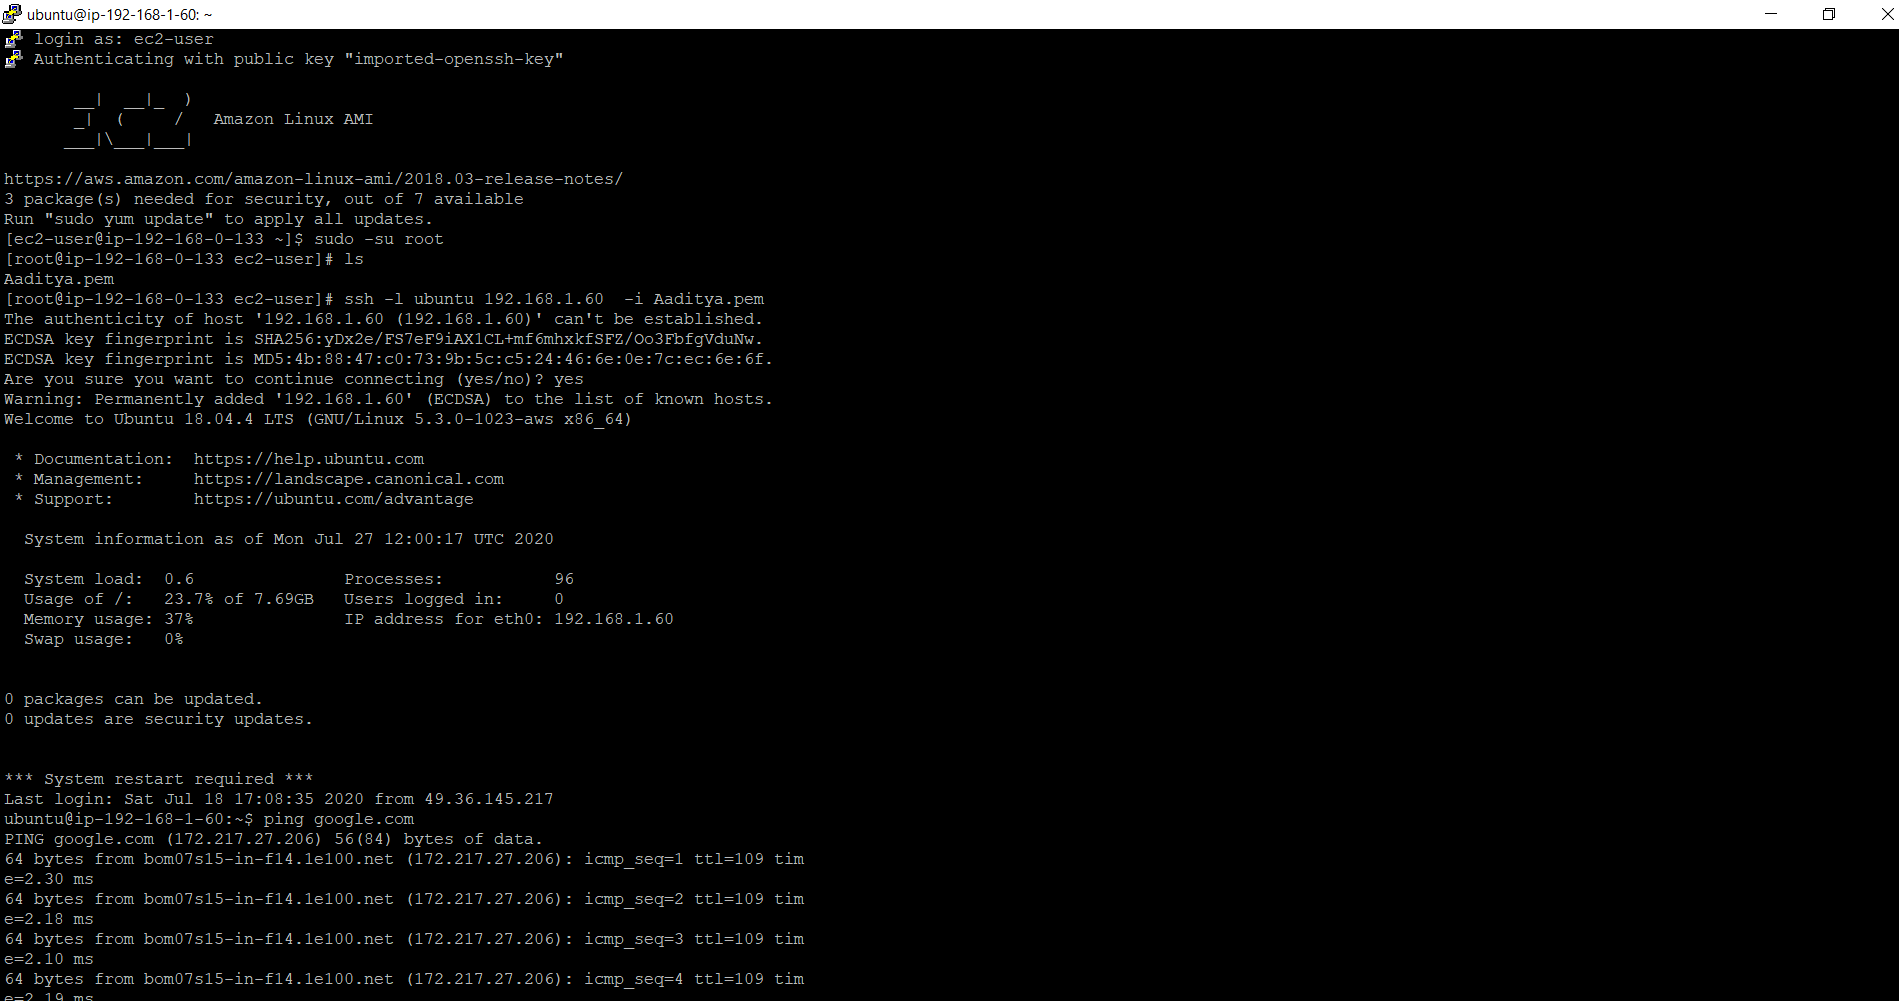 ubuntu@ip-192-168-1-60: ~
login as: ec2-user
Authenticating with public key "imported-openssh-key"
       __|  __|_  )
       _|  (     /   Amazon Linux AMI
      ___|\___|___|
https://aws.amazon.com/amazon-linux-ami/2018.03-release-notes/
3 package(s) needed for security, out of 7 available
Run "sudo yum update" to apply all updates.
[ec2-user@ip-192-168-0-133 ~]$ sudo -su root
[root@ip-192-168-0-133 ec2-user]# ls
Aaditya.pem
[root@ip-192-168-0-133 ec2-user]# ssh -l ubuntu 192.168.1.60  -i Aaditya.pem
The authenticity of host '192.168.1.60 (192.168.1.60)' can't be established.
ECDSA key fingerprint is SHA256:yDx2e/FS7eF9iAX1CL+mf6mhxkfSFZ/Oo3FbfgVduNw.
ECDSA key fingerprint is MD5:4b:88:47:c0:73:9b:5c:c5:24:46:6e:0e:7c:ec:6e:6f.
Are you sure you want to continue connecting (yes/no)? yes
Warning: Permanently added '192.168.1.60' (ECDSA) to the list of known hosts.
Welcome to Ubuntu 18.04.4 LTS (GNU/Linux 5.3.0-1023-aws x86_64)
 * Documentation:  https://help.ubuntu.com
 * Management:     https://landscape.canonical.com
 * Support:        https://ubuntu.com/advantage
  System information as of Mon Jul 27 12:00:17 UTC 2020
  System load:  0.6               Processes:           96
  Usage of /:   23.7% of 7.69GB   Users logged in:     0
  Memory usage: 37%               IP address for eth0: 192.168.1.60
  Swap usage:   0%
0 packages can be updated.
0 updates are security updates.
*** System restart required ***
Last login: Sat Jul 18 17:08:35 2020 from 49.36.145.217
ubuntu@ip-192-168-1-60:~$ ping google.com
PING google.com (172.217.27.206) 56(84) bytes of data.
64 bytes from bom07s15-in-f14.1e100.net (172.217.27.206): icmp_seq=1 ttl=109 tim
e=2.30 ms
64 bytes from bom07s15-in-f14.1e100.net (172.217.27.206): icmp_seq=2 ttl=109 tim
e=2.18 ms
64 bytes from bom07s15-in-f14.1e100.net (172.217.27.206): icmp_seq=3 ttl=109 tim
e=2.10 ms
64 bytes from bom07s15-in-f14.1e100.net (172.217.27.206): icmp_seq=4 ttl=109 tim
e=2.19 ms